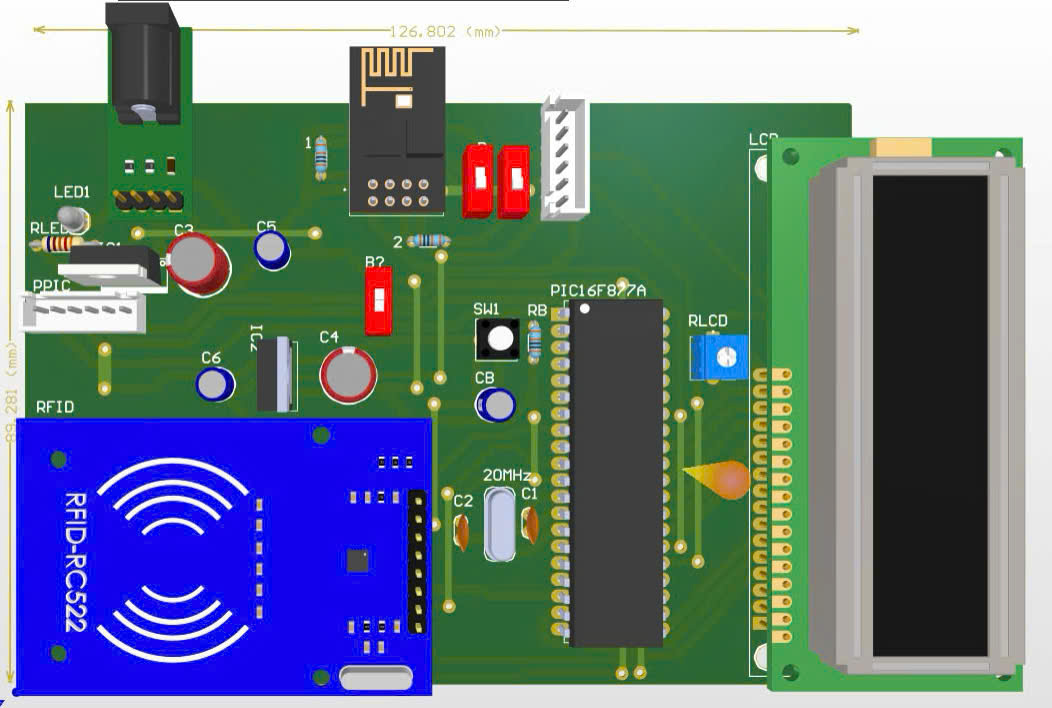 126.802 (mm)
1
LCD
LED1
RLED
C3
C5
2
B?
PPIC
PIC16F877A
SW1
RB
RLCD
IC2
C4
C6
CB
89.281 (mm)
RFID
20MHz
C2
C1
RFID-RC522